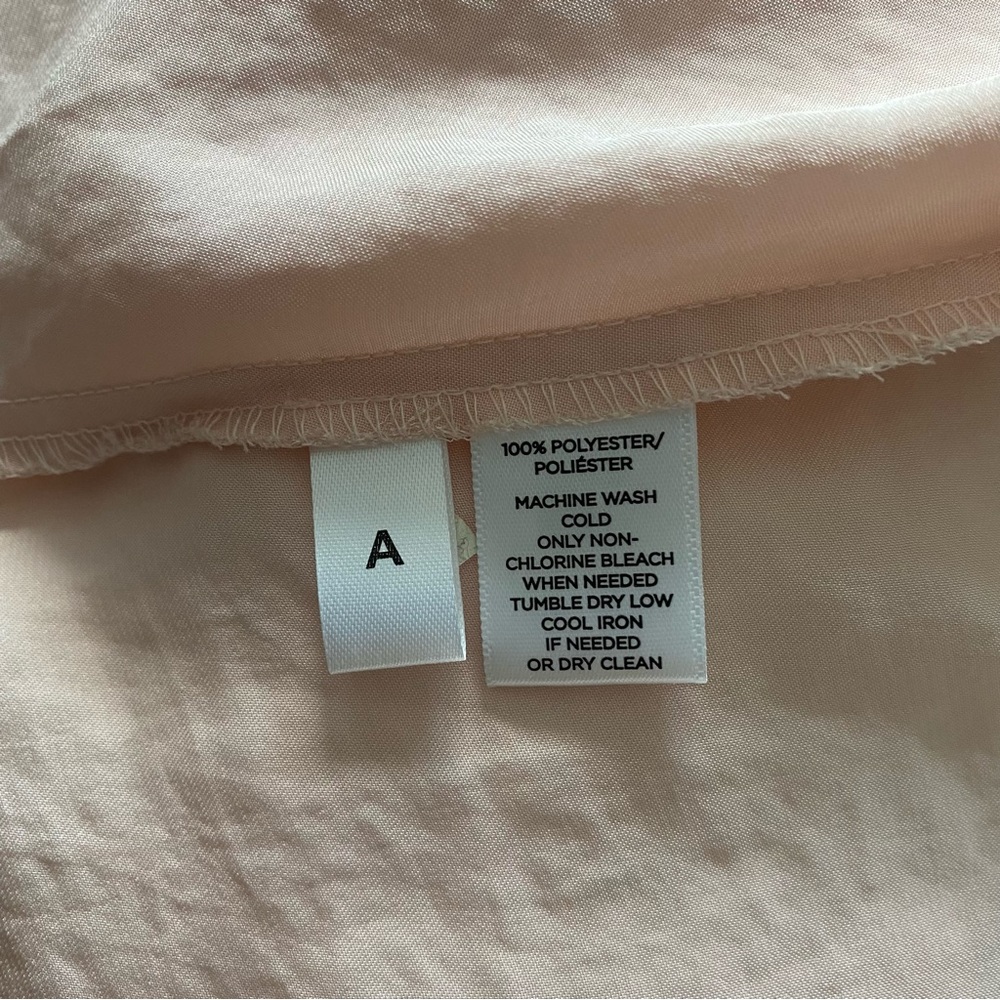 A
100% POLYESTER/
POLIÉSTER
MACHINE WASH
COLD
ONLY NON-
CHLORINE BLEACH
WHEN NEEDED
TUMBLE DRY LOW
COOL IRON
IF NEEDED
OR DRY CLEAN